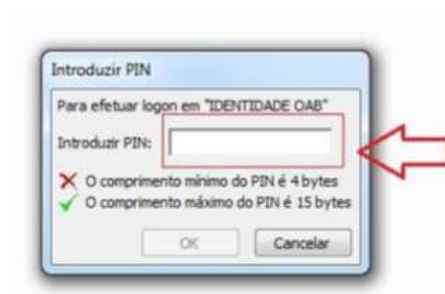 Introduzir PIN
Para efetuar logon em "IDENTIDADE OAB"
Introduzir PIN:
O comprimento mínimo do PIN é 4 bytes
O comprimento máximo do PIN é 15 bytes
OK Cancelar